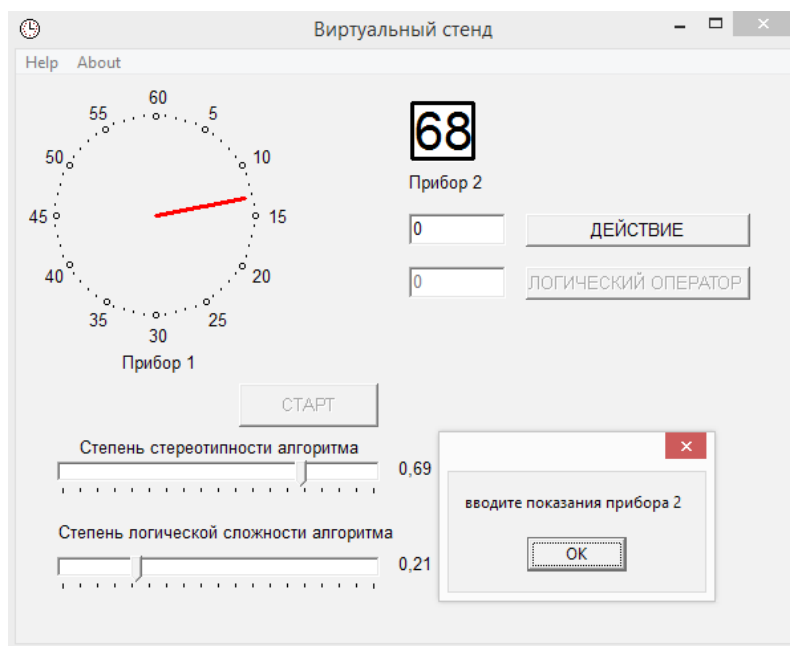 Виртуальный стенд
Help About
60
55 5
50 10
45 15
40 20
35 25
30
Прибор 1
68
Прибор 2
0 ДЕЙСТВИЕ
0 ЛОГИЧЕСКИЙ ОПЕРАТОР
СТАРТ
Степень стереотипности алгоритма
0,69
Степень логической сложности алгоритма
0,21
вводите показания прибора 2
OK